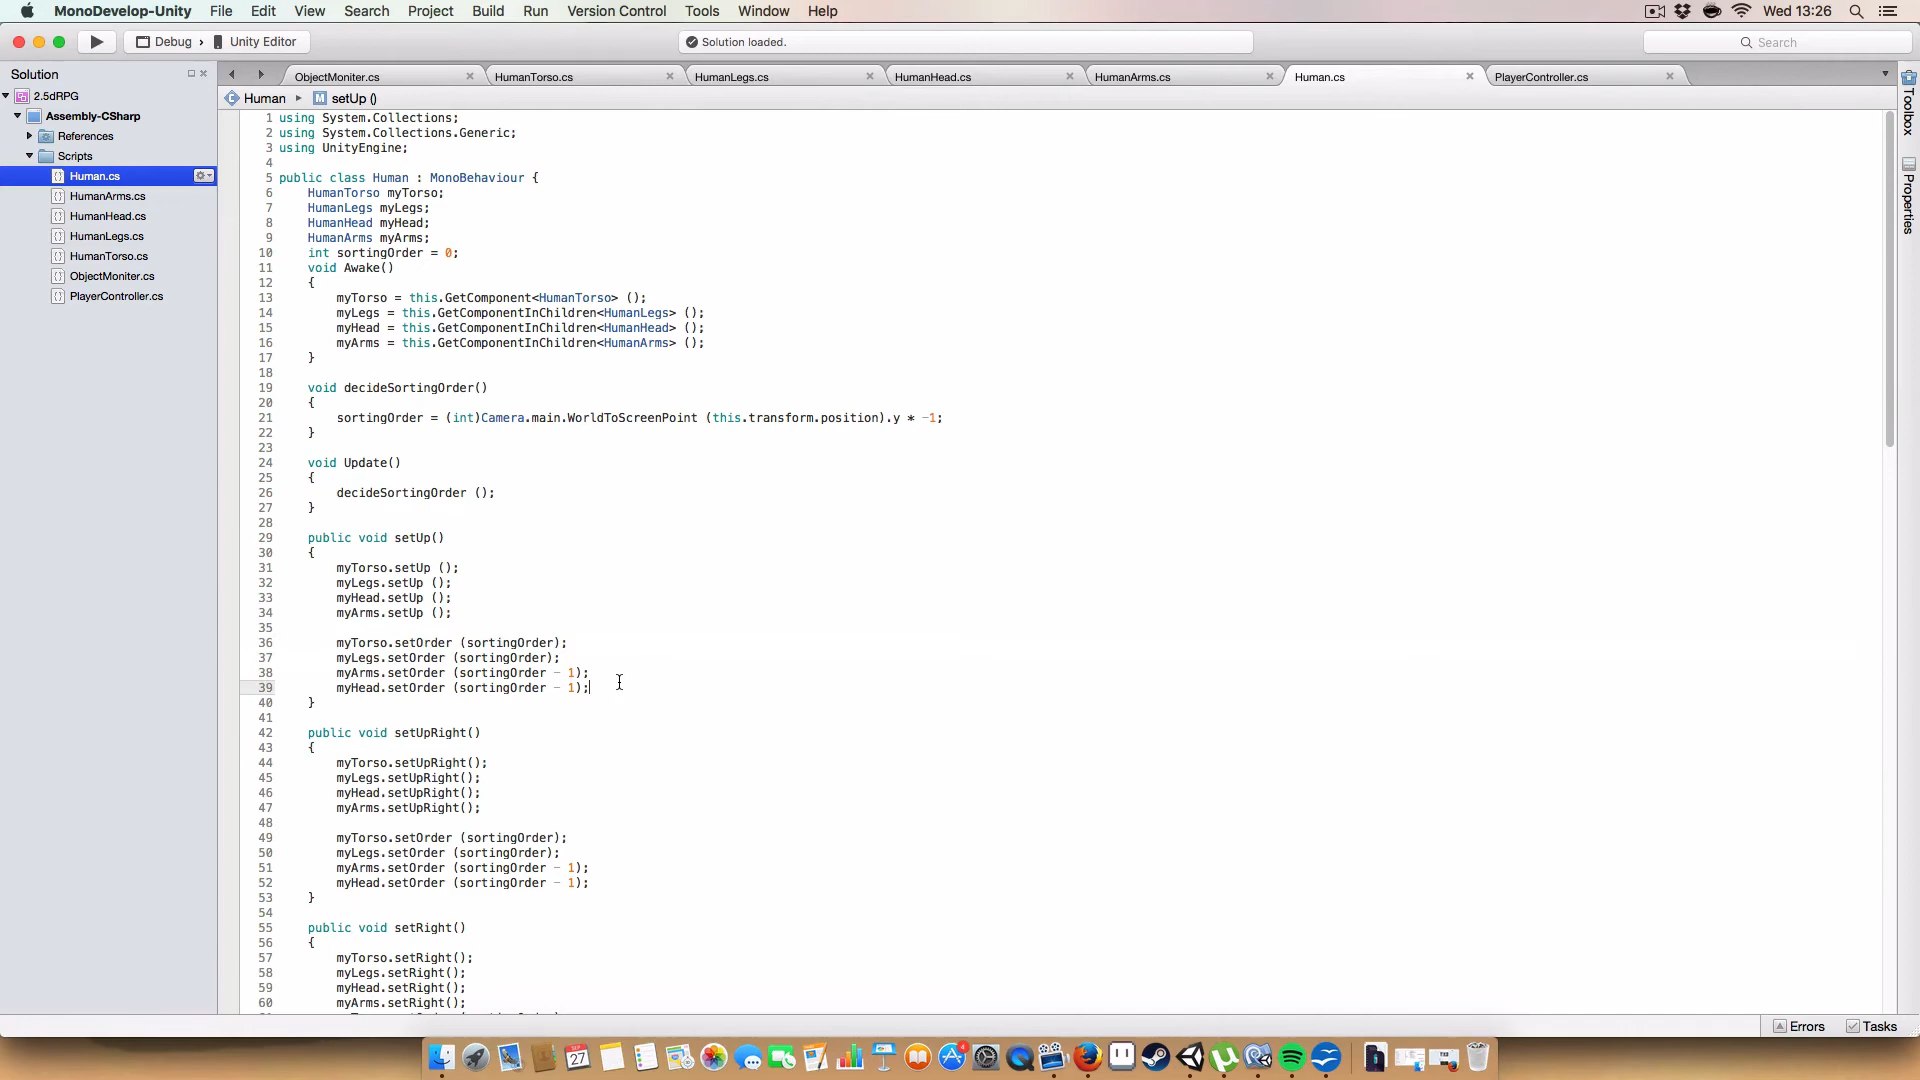 MonoDevelop-Unity File Edit View Search Project Build Run Version Control Tools Window Help Wed 13:26
Debug › Unity Editor Solution loaded. Search
Solution
ObjectMoniter.cs HumanTorso.cs HumanLegs.cs HumanHead.cs HumanArms.cs Human.cs PlayerController.cs
Human ▸ M setUp ()
2.5dRPG
Assembly-CSharp
References
Scripts
Human.cs
HumanArms.cs
HumanHead.cs
HumanLegs.cs
HumanTorso.cs
ObjectMoniter.cs
PlayerController.cs
1 using System.Collections;
2 using System.Collections.Generic;
3 using UnityEngine;
4
5 public class Human : MonoBehaviour {
6 HumanTorso myTorso;
7 HumanLegs myLegs;
8 HumanHead myHead;
9 HumanArms myArms;
10 int sortingOrder = 0;
11 void Awake()
12 {
13 myTorso = this.GetComponent<HumanTorso> ();
14 myLegs = this.GetComponentInChildren<HumanLegs> ();
15 myHead = this.GetComponentInChildren<HumanHead> ();
16 myArms = this.GetComponentInChildren<HumanArms> ();
17 }
18
19 void decideSortingOrder()
20 {
21 sortingOrder = (int)Camera.main.WorldToScreenPoint (this.transform.position).y * -1;
22 }
23
24 void Update()
25 {
26 decideSortingOrder ();
27 }
28
29 public void setUp()
30 {
31 myTorso.setUp ();
32 myLegs.setUp ();
33 myHead.setUp ();
34 myArms.setUp ();
35
36 myTorso.setOrder (sortingOrder);
37 myLegs.setOrder (sortingOrder);
38 myArms.setOrder (sortingOrder - 1);
39 myHead.setOrder (sortingOrder - 1);
40 }
41
42 public void setUpRight()
43 {
44 myTorso.setUpRight();
45 myLegs.setUpRight();
46 myHead.setUpRight();
47 myArms.setUpRight();
48
49 myTorso.setOrder (sortingOrder);
50 myLegs.setOrder (sortingOrder);
51 myArms.setOrder (sortingOrder - 1);
52 myHead.setOrder (sortingOrder - 1);
53 }
54
55 public void setRight()
56 {
57 myTorso.setRight();
58 myLegs.setRight();
59 myHead.setRight();
60 myArms.setRight();
Toolbox
Properties
Errors Tasks
27